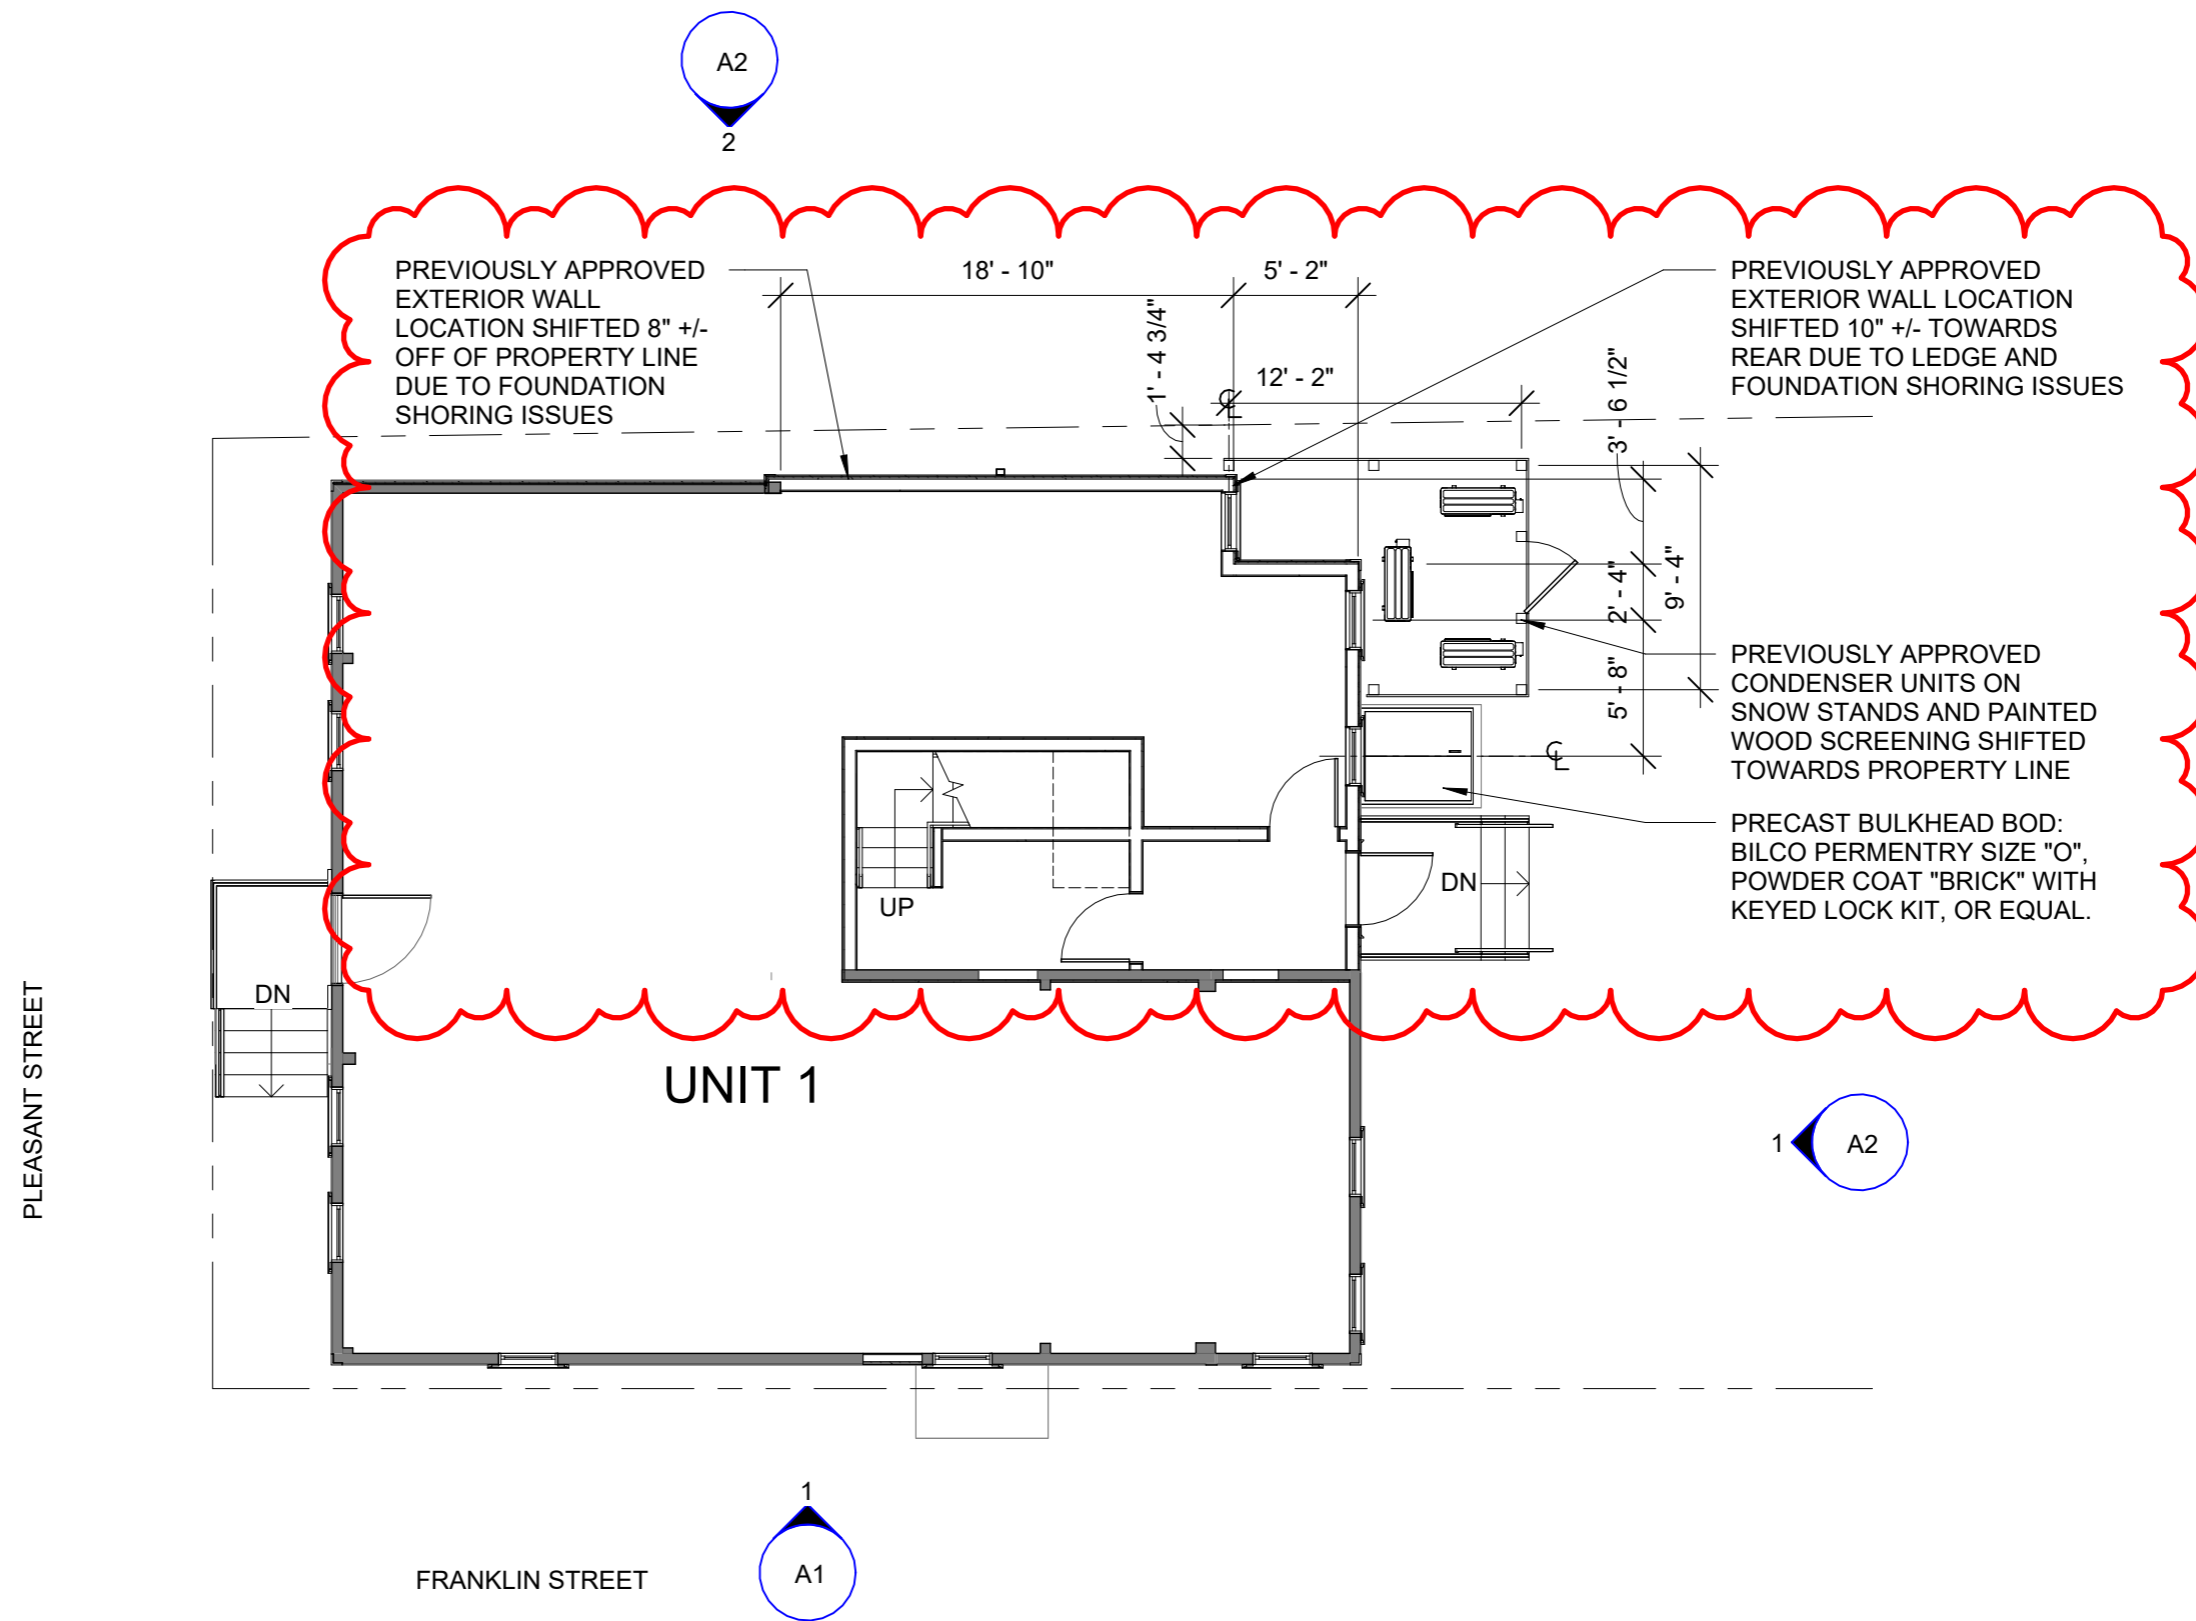 A2
2
PREVIOUSLY APPROVED
EXTERIOR WALL
LOCATION SHIFTED 8" +/-
OFF OF PROPERTY LINE
DUE TO FOUNDATION
SHORING ISSUES
18' - 10"
5' - 2"
1' - 4 3/4"
12' - 2"
PREVIOUSLY APPROVED
EXTERIOR WALL LOCATION
SHIFTED 10" +/- TOWARDS
REAR DUE TO LEDGE AND
FOUNDATION SHORING ISSUES
3' - 6 1/2"
2' - 4"
9' - 4"
5' - 8"
PREVIOUSLY APPROVED
CONDENSER UNITS ON
SNOW STANDS AND PAINTED
WOOD SCREENING SHIFTED
TOWARDS PROPERTY LINE
PRECAST BULKHEAD BOD:
BILCO PERMENTRY SIZE "O",
POWDER COAT "BRICK" WITH
KEYED LOCK KIT, OR EQUAL.
℄
℄
UP
DN
DN
UNIT 1
PLEASANT STREET
1
A2
1
A1
FRANKLIN STREET